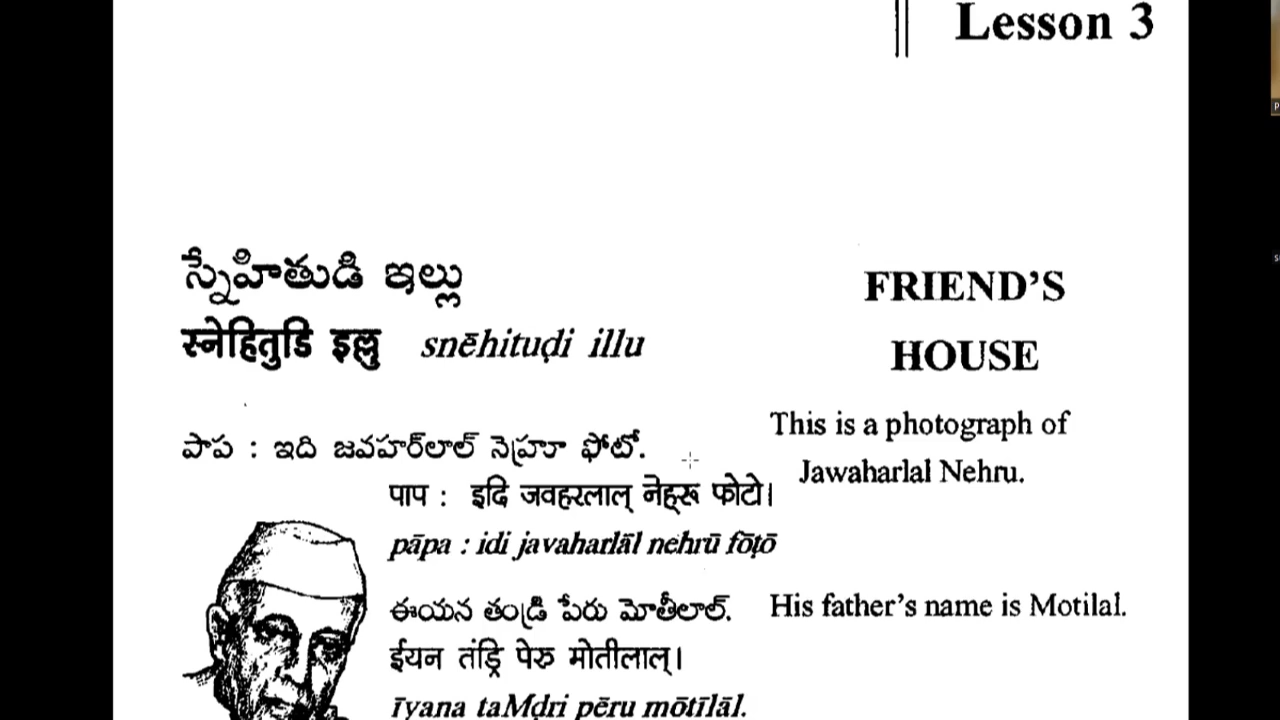 Lesson 3
స్నేహితుడి ఇల్లు
स्नेहितुडि इल्लु snēhituḍi illu
FRIEND'S
HOUSE
పాప : ఇది జవహర్‌లాల్ నెహ్రూ ఫోటో.
पाप : इदि जवहरलाल् नेह्रू फोटो।
pāpa : idi javaharlāl nehrū fōṭō
This is a photograph of
Jawaharlal Nehru.
ఈయన తండ్రి పేరు మోతీలాల్.
ईयन तंड्रि पेरु मोतीलाल्।
īyana taMḍri pēru mōtīlāl.
His father's name is Motilal.